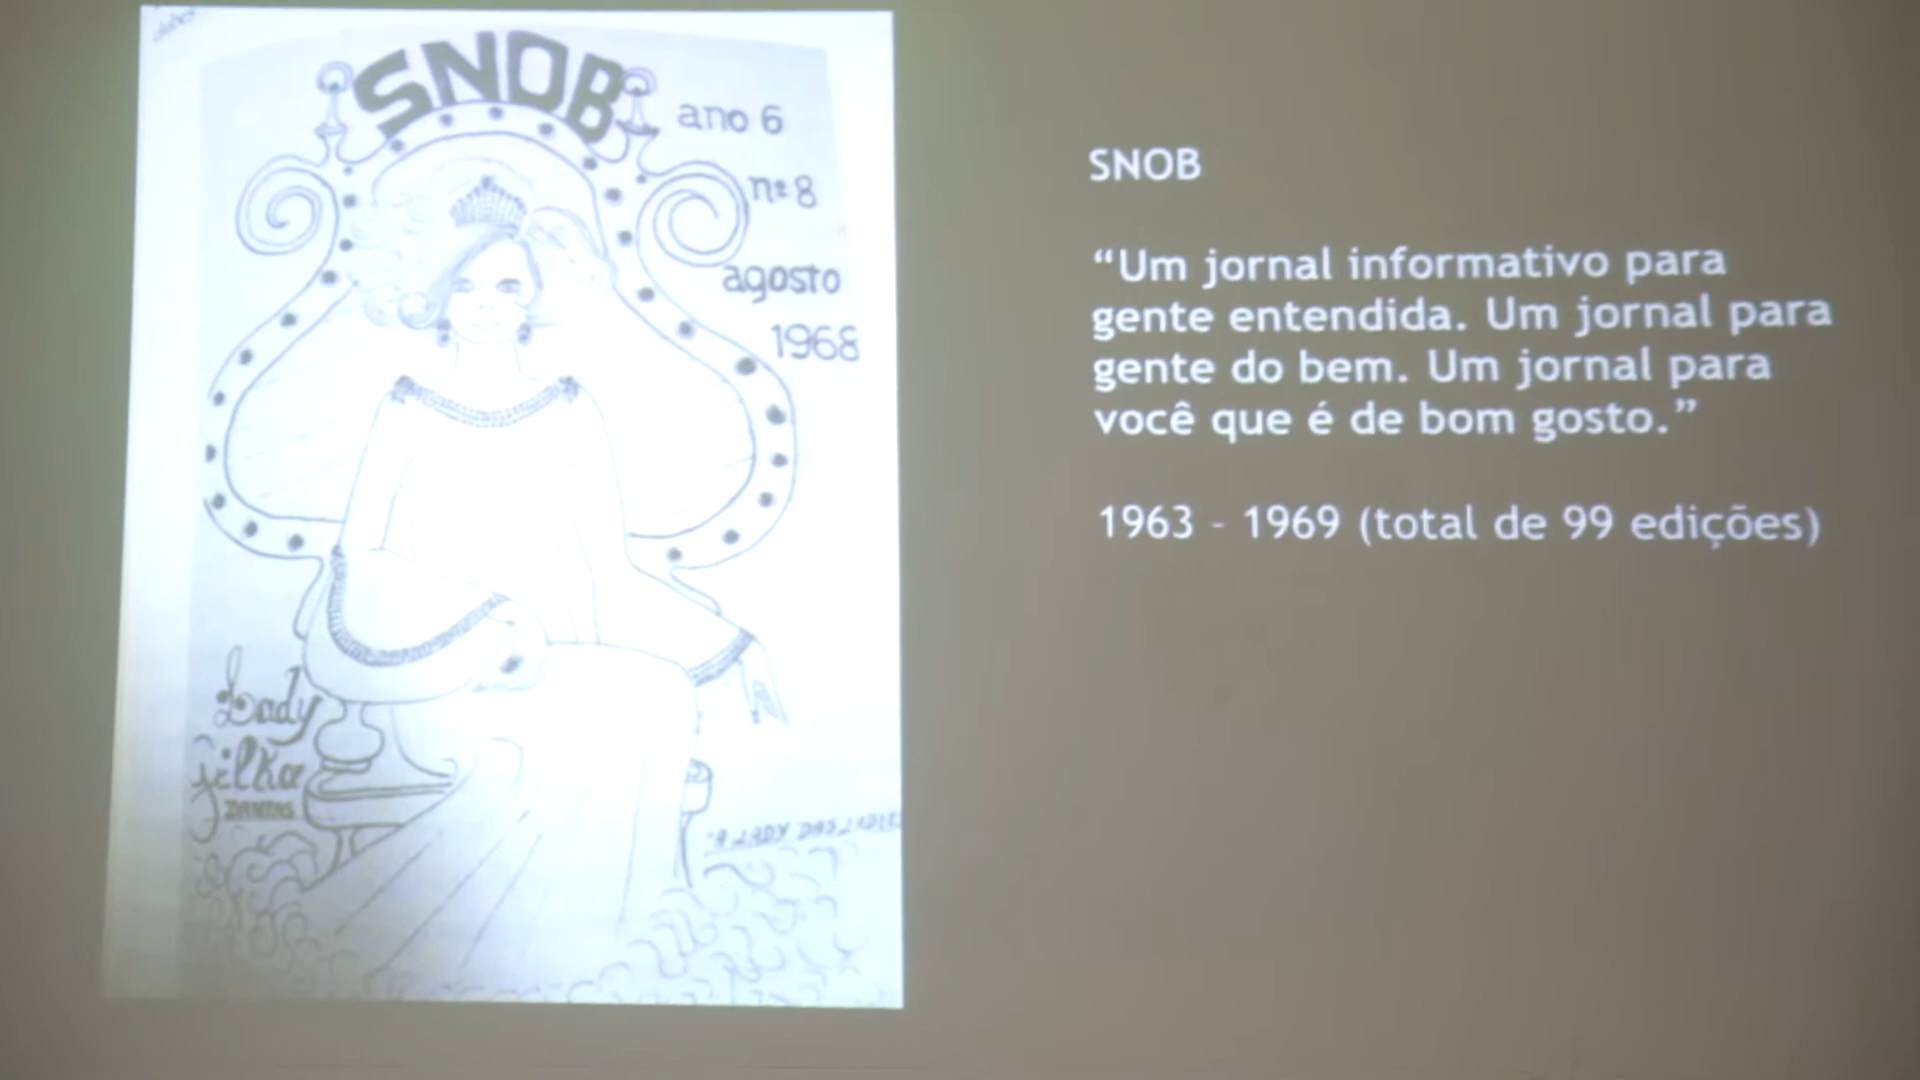 SNOB
ano 6
nº 8
agosto
1968
Lady
Jilka
DANTAS
"A LADY DAS LADIES
SNOB
“Um jornal informativo para
gente entendida. Um jornal para
gente do bem. Um jornal para
você que é de bom gosto.”
1963 - 1969 (total de 99 edições)